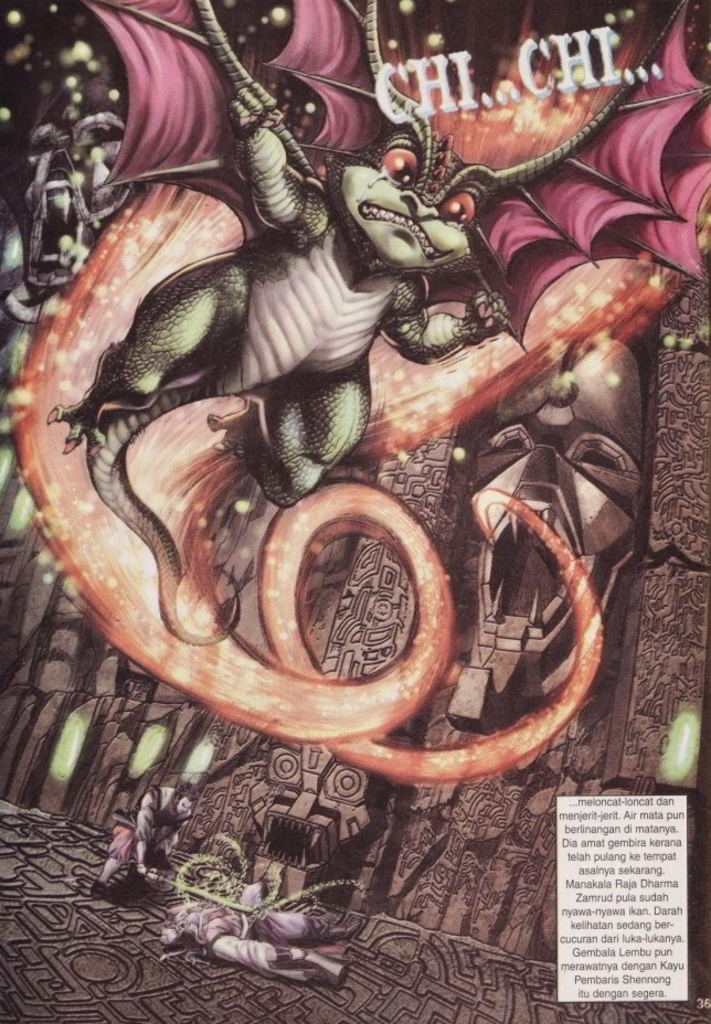 CHI...CHI...
...meloncat-loncat dan
menjerit-jerit. Air mata pun
berlinangan di matanya.
Dia amat gembira kerana
telah pulang ke tempat
asalnya sekarang.
Manakala Raja Dharma
Zamrud pula sudah
nyawa-nyawa ikan. Darah
kelihatan sedang ber-
cucuran dari luka-lukanya.
Gembala Lembu pun
merawatnya dengan Kayu
Pembaris Shennong
itu dengan segera.
36